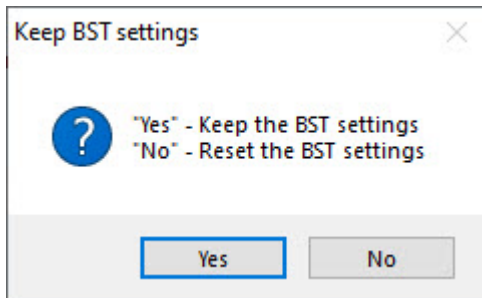 Keep BST settings
?
"Yes" - Keep the BST settings
"No" - Reset the BST settings
Yes
No